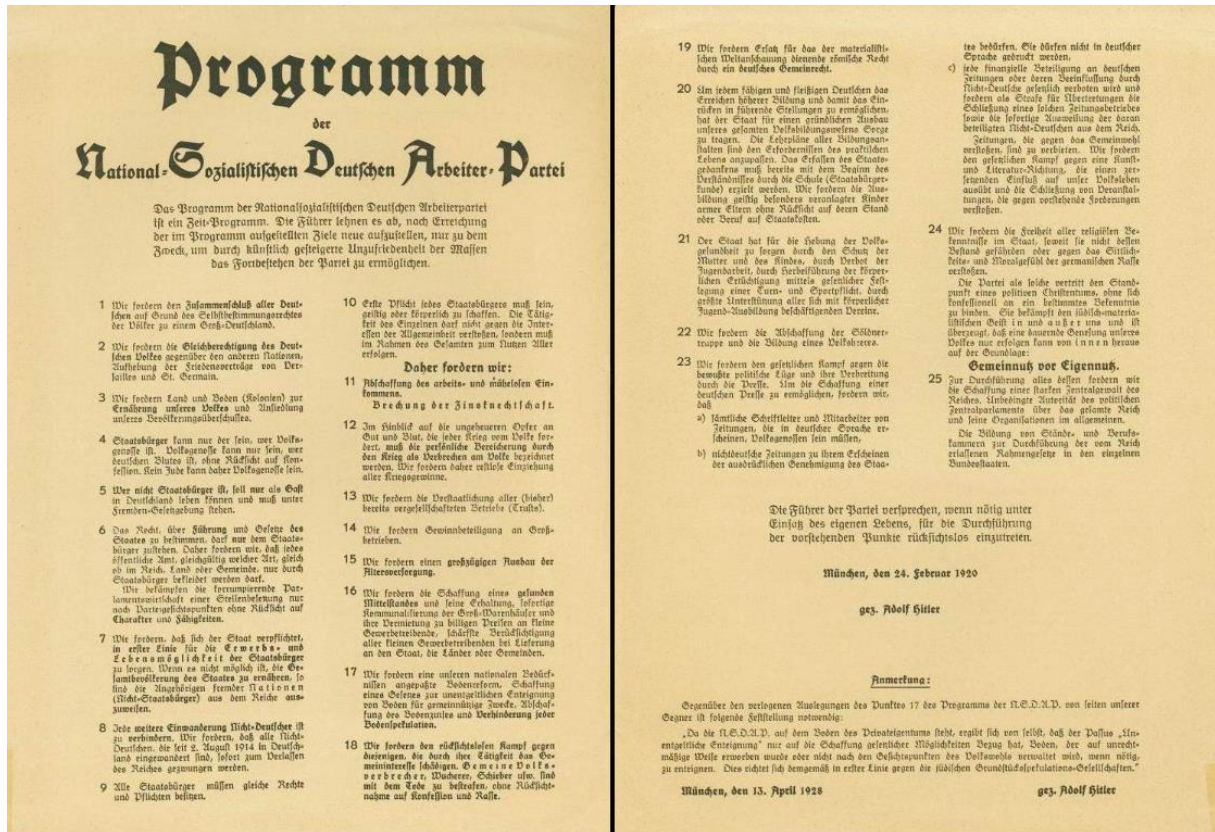 Programm
der
National-Sozialistischen Deutschen Arbeiter-Partei
Das Programm der Nationalsozialistischen Deutschen Arbeiterpartei
ist ein Zeit-Programm. Die Führer lehnen es ab, nach Erreichung
der im Programm aufgestellten Ziele neue aufzustellen, nur zu dem
Zweck, um durch künstlich gesteigerte Unzufriedenheit der Massen
das Fortbestehen der Partei zu ermöglichen.
1 Wir fordern den Zusammenschluß aller Deut-
schen auf Grund des Selbstbestimmungsrechtes
der Völker zu einem Groß-Deutschland.
2 Wir fordern die Gleichberechtigung des Deut-
schen Volkes gegenüber den anderen Nationen,
Aufhebung der Friedensverträge von Ver-
sailles und St. Germain.
3 Wir fordern Land und Boden (Kolonien) zur
Ernährung unseres Volkes und Ansiedlung
unseres Bevölkerungsüberschusses.
4 Staatsbürger kann nur der sein, wer Volks-
genosse ist. Volksgenosse kann nur sein, wer
deutschen Blutes ist, ohne Rücksicht auf Kon-
fession. Kein Jude kann daher Volksgenosse sein.
5 Wer nicht Staatsbürger ist, soll nur als Gast
in Deutschland leben können und muß unter
Fremden-Gesetzgebung stehen.
6 Das Recht, über Führung und Gesetze des
Staates zu bestimmen, darf nur dem Staats-
bürger zustehen. Daher fordern wir, daß jedes
öffentliche Amt, gleichgültig welcher Art, gleich
ob im Reich, Land oder Gemeinde, nur durch
Staatsbürger bekleidet werden darf.
Wir bekämpfen die korrumpierende Par-
lamentswirtschaft einer Stellenbesetzung nur
nach Parteigesichtspunkten ohne Rücksicht auf
Charakter und Fähigkeiten.
7 Wir fordern, daß sich der Staat verpflichtet,
in erster Linie für die Erwerbs- und
Lebensmöglichkeit der Staatsbürger
zu sorgen. Wenn es nicht möglich ist, die Ge-
samtbevölkerung des Staates zu ernähren, so
sind die Angehörigen fremder Nationen
(Nicht-Staatsbürger) aus dem Reiche aus-
zuweisen.
8 Jede weitere Einwanderung Nicht-Deutscher ist
zu verhindern. Wir fordern, daß alle Nicht-
Deutschen, die seit 2. August 1914 in Deutsch-
land eingewandert sind, sofort zum Verlassen
des Reiches gezwungen werden.
9 Alle Staatsbürger müssen gleiche Rechte
und Pflichten besitzen.
10 Erste Pflicht jedes Staatsbürgers muß sein,
geistig oder körperlich zu schaffen. Die Tätig-
keit des Einzelnen darf nicht gegen die Inter-
essen der Allgemeinheit verstoßen, sondern muß
im Rahmen des Gesamten zum Nutzen Aller
erfolgen.
Daher fordern wir:
11 Abschaffung des arbeits- und mühelosen Ein-
kommens.
Brechung der Zinsknechtschaft.
12 Im Hinblick auf die ungeheuren Opfer an
Gut und Blut, die jeder Krieg vom Volke for-
dert, muß die persönliche Bereicherung durch
den Krieg als Verbrechen am Volke bezeichnet
werden. Wir fordern daher restlose Einziehung
aller Kriegsgewinne.
13 Wir fordern die Verstaatlichung aller (bisher)
bereits vergesellschafteten Betriebe (Trusts).
14 Wir fordern Gewinnbeteiligung an Groß-
betrieben.
15 Wir fordern einen großzügigen Ausbau der
Altersversorgung.
16 Wir fordern die Schaffung eines gesunden
Mittelstandes und seine Erhaltung, sofortige
Kommunalisierung der Groß-Warenhäuser und
ihre Vermietung zu billigen Preisen an kleine
Gewerbetreibende, schärfste Berücksichtigung
aller kleinen Gewerbetreibenden bei Lieferung
an den Staat, die Länder oder Gemeinden.
17 Wir fordern eine unseren nationalen Bedürf-
nissen angepaßte Bodenreform, Schaffung
eines Gesetzes zur unentgeltlichen Enteignung
von Boden für gemeinnützige Zwecke. Abschaf-
fung des Bodenzinses und Verhinderung jeder
Bodenspekulation.
18 Wir fordern den rücksichtslosen Kampf gegen
diejenigen, die durch ihre Tätigkeit das Ge-
meininteresse schädigen. Gemeine Volks-
verbrecher, Wucherer, Schieber usw. sind
mit dem Tode zu bestrafen, ohne Rücksicht-
nahme auf Konfession und Rasse.
19 Wir fordern Ersatz für das der materialisti-
schen Weltanschauung dienende römische Recht
durch ein deutsches Gemeinrecht.
20 Um jedem fähigen und fleißigen Deutschen das
Erreichen höherer Bildung und damit das Ein-
rücken in führende Stellungen zu ermöglichen,
hat der Staat für einen gründlichen Ausbau
unseres gesamten Volksbildungswesens Sorge
zu tragen. Die Lehrpläne aller Bildungsan-
stalten sind den Erfordernissen des praktischen
Lebens anzupassen. Das Erfassen des Staats-
gedankens muß bereits mit dem Beginn des
Verständnisses durch die Schule (Staatsbürger-
kunde) erzielt werden. Wir fordern die Aus-
bildung geistig besonders veranlagter Kinder
armer Eltern ohne Rücksicht auf deren Stand
oder Beruf auf Staatskosten.
21 Der Staat hat für die Hebung der Volks-
gesundheit zu sorgen durch den Schutz der
Mutter und des Kindes, durch Verbot der
Jugendarbeit, durch Herbeiführung der körper-
lichen Ertüchtigung mittels gesetzlicher Fest-
legung einer Turn- und Sportpflicht, durch
größte Unterstützung aller sich mit körperlicher
Jugend-Ausbildung beschäftigenden Vereine.
22 Wir fordern die Abschaffung der Söldner-
truppe und die Bildung eines Volksheeres.
23 Wir fordern den gesetzlichen Kampf gegen die
bewußte politische Lüge und ihre Verbreitung
durch die Presse. Um die Schaffung einer
deutschen Presse zu ermöglichen, fordern wir,
daß
a) sämtliche Schriftleiter und Mitarbeiter von
Zeitungen, die in deutscher Sprache er-
scheinen, Volksgenossen sein müssen,
b) nichtdeutsche Zeitungen zu ihrem Erscheinen
der ausdrücklichen Genehmigung des Staa-
tes bedürfen. Sie dürfen nicht in deutscher
Sprache gedruckt werden,
c) jede finanzielle Beteiligung an deutschen
Zeitungen oder deren Beeinflussung durch
Nicht-Deutsche gesetzlich verboten wird und
fordern als Strafe für Übertretungen die
Schließung eines solchen Zeitungsbetriebes
sowie die sofortige Ausweisung der daran
beteiligten Nicht-Deutschen aus dem Reich.
Zeitungen, die gegen das Gemeinwohl
verstoßen, sind zu verbieten. Wir fordern
den gesetzlichen Kampf gegen eine Kunst-
und Literatur-Richtung, die einen zer-
setzenden Einfluß auf unser Volksleben
ausübt und die Schließung von Veranstal-
tungen, die gegen vorstehende Forderungen
verstoßen.
24 Wir fordern die Freiheit aller religiösen Be-
kenntnisse im Staat, soweit sie nicht dessen
Bestand gefährden oder gegen das Sittlich-
keits- und Moralgefühl der germanischen Rasse
verstoßen.
Die Partei als solche vertritt den Stand-
punkt eines positiven Christentums, ohne sich
konfessionell an ein bestimmtes Bekenntnis
zu binden. Sie bekämpft den jüdisch-materia-
listischen Geist in und außer uns und ist
überzeugt, daß eine dauernde Genesung unseres
Volkes nur erfolgen kann von innen heraus
auf der Grundlage:
Gemeinnutz vor Eigennutz.
25 Zur Durchführung alles dessen fordern wir
die Schaffung einer starken Zentralgewalt des
Reiches. Unbedingte Autorität des politischen
Zentralparlaments über das gesamte Reich
und seine Organisationen im allgemeinen.
Die Bildung von Stände- und Berufs-
kammern zur Durchführung der vom Reich
erlassenen Rahmengesetze in den einzelnen
Bundesstaaten.
Die Führer der Partei versprechen, wenn nötig unter
Einsatz des eigenen Lebens, für die Durchführung
der vorstehenden Punkte rücksichtslos einzutreten.
München, den 24. Februar 1920
gez. Adolf Hitler
Anmerkung:
Gegenüber den verlogenen Auslegungen des Punktes 17 des Programms der N.S.D.A.P. von seiten unserer
Gegner ist folgende Feststellung notwendig:
„Da die N.S.D.A.P. auf dem Boden des Privateigentums steht, ergibt sich von selbst, daß der Passus „Un-
entgeltliche Enteignung" nur auf die Schaffung gesetzlicher Möglichkeiten Bezug hat, Boden, der auf unrecht-
mäßige Weise erworben wurde oder nicht nach den Gesichtspunkten des Volkswohls verwaltet wird, wenn nötig,
zu enteignen. Dies richtet sich demgemäß in erster Linie gegen die jüdischen Grundstücksspekulations-Gesellschaften."
München, den 13. April 1928
gez. Adolf Hitler